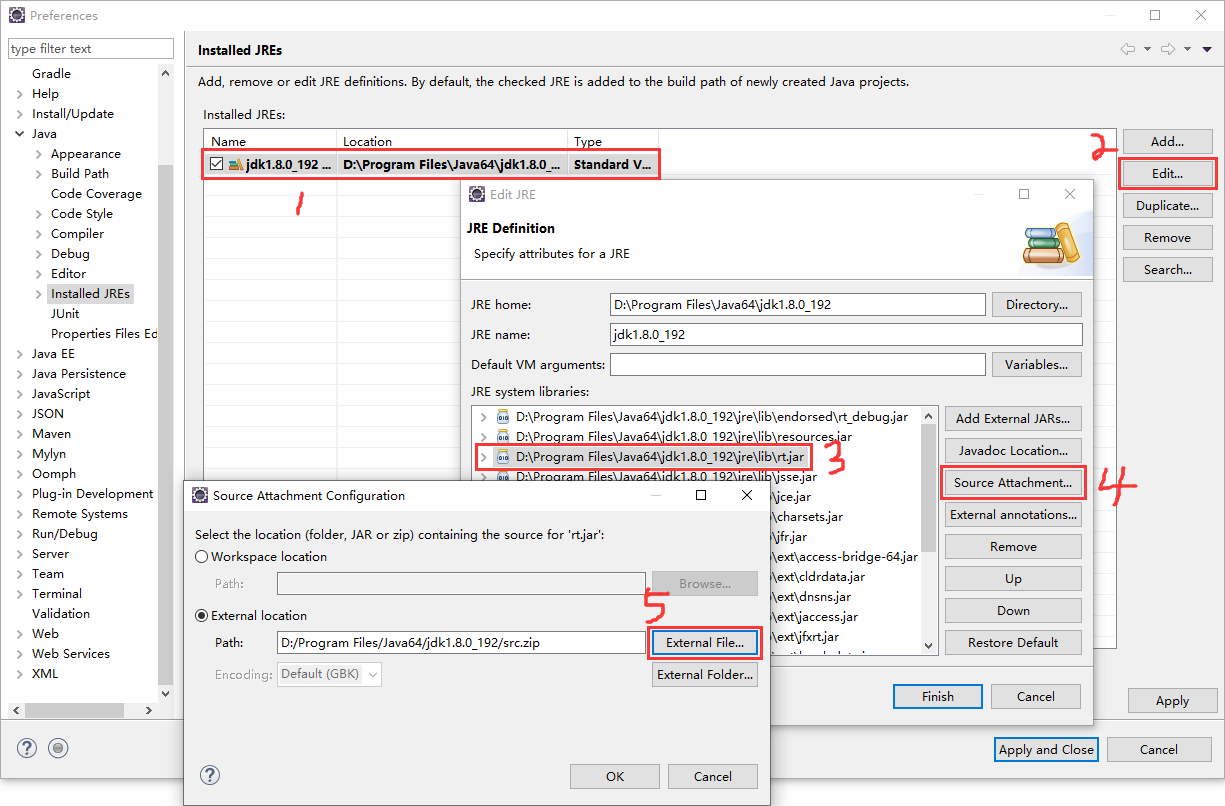 Preferences
type filter text
Gradle
Help
Install/Update
Java
Appearance
Build Path
Code Coverage
Code Style
Compiler
Debug
Editor
Installed JREs
JUnit
Properties Files Ed
Java EE
Java Persistence
JavaScript
JSON
Maven
Mylyn
Oomph
Plug-in Development
Remote Systems
Run/Debug
Server
Team
Terminal
Validation
Web
Web Services
XML
Installed JREs
Add, remove or edit JRE definitions. By default, the checked JRE is added to the build path of newly created Java projects.
Installed JREs:
Name Location Type
jdk1.8.0_192 ... D:\Program Files\Java64\jdk1.8.0_... Standard V...
1
2
Add...
Edit...
Duplicate...
Remove
Search...
Edit JRE
JRE Definition
Specify attributes for a JRE
JRE home: D:\Program Files\Java64\jdk1.8.0_192 Directory...
JRE name: jdk1.8.0_192
Default VM arguments: Variables...
JRE system libraries:
D:\Program Files\Java64\jdk1.8.0_192\jre\lib\endorsed\rt_debug.jar
D:\Program Files\Java64\jdk1.8.0_192\jre\lib\resources.jar
D:\Program Files\Java64\jdk1.8.0_192\jre\lib\rt.jar
3
D:\Program Files\Java64\jdk1.8.0_192\jre\lib\jsse.jar
\jce.jar
\charsets.jar
\jfr.jar
\ext\access-bridge-64.jar
\ext\cldrdata.jar
\ext\dnsns.jar
\ext\jaccess.jar
\ext\jfxrt.jar
Add External JARs...
Javadoc Location...
Source Attachment...
4
External annotations...
Remove
Up
Down
Restore Default
Finish Cancel
Source Attachment Configuration
Select the location (folder, JAR or zip) containing the source for 'rt.jar':
Workspace location
Path: Browse...
External location
5
Path: D:/Program Files/Java64/jdk1.8.0_192/src.zip External File...
Encoding: Default (GBK) External Folder...
?
OK Cancel
Apply
?
Apply and Close Cancel